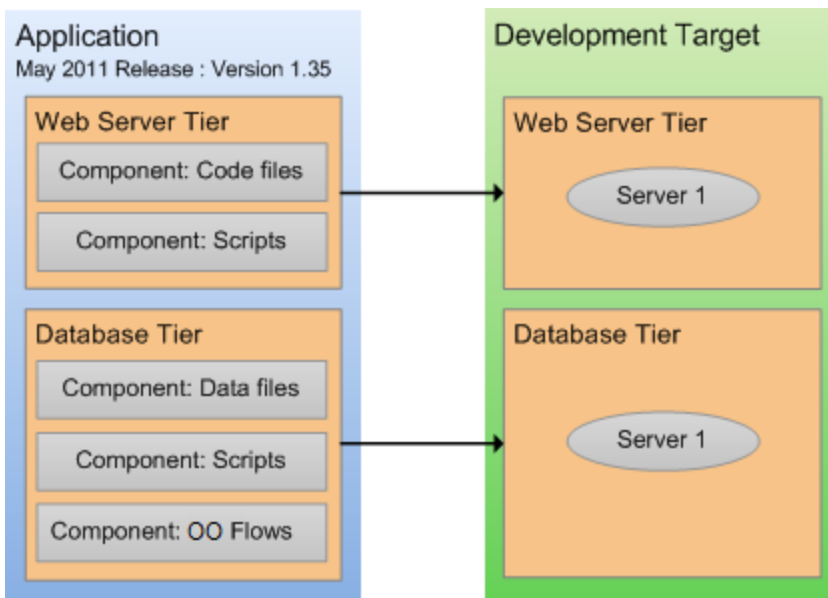 Application
May 2011 Release : Version 1.35
Web Server Tier
Component: Code files
Component: Scripts
Database Tier
Component: Data files
Component: Scripts
Component: OO Flows
Development Target
Web Server Tier
Server 1
Database Tier
Server 1